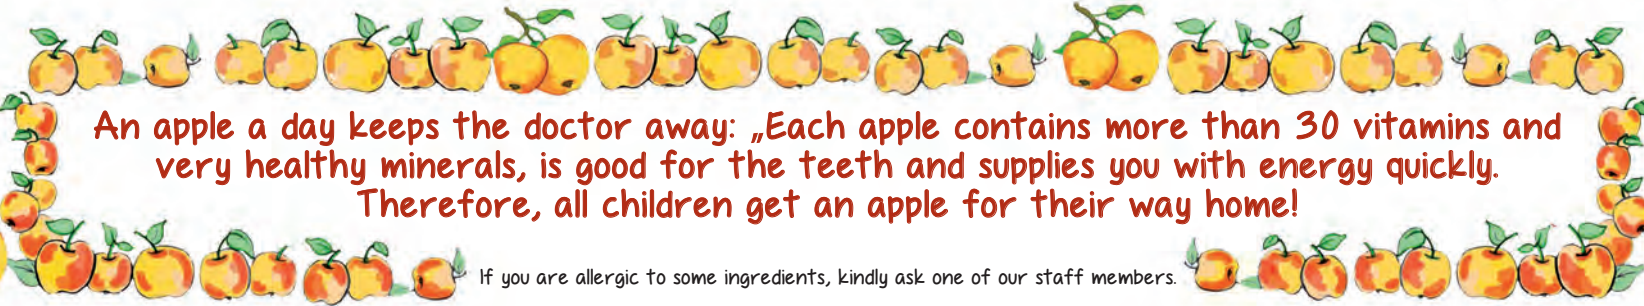 An apple a day keeps the doctor away: „Each apple contains more than 30 vitamins and
very healthy minerals, is good for the teeth and supplies you with energy quickly.
Therefore, all children get an apple for their way home!
If you are allergic to some ingredients, kindly ask one of our staff members.